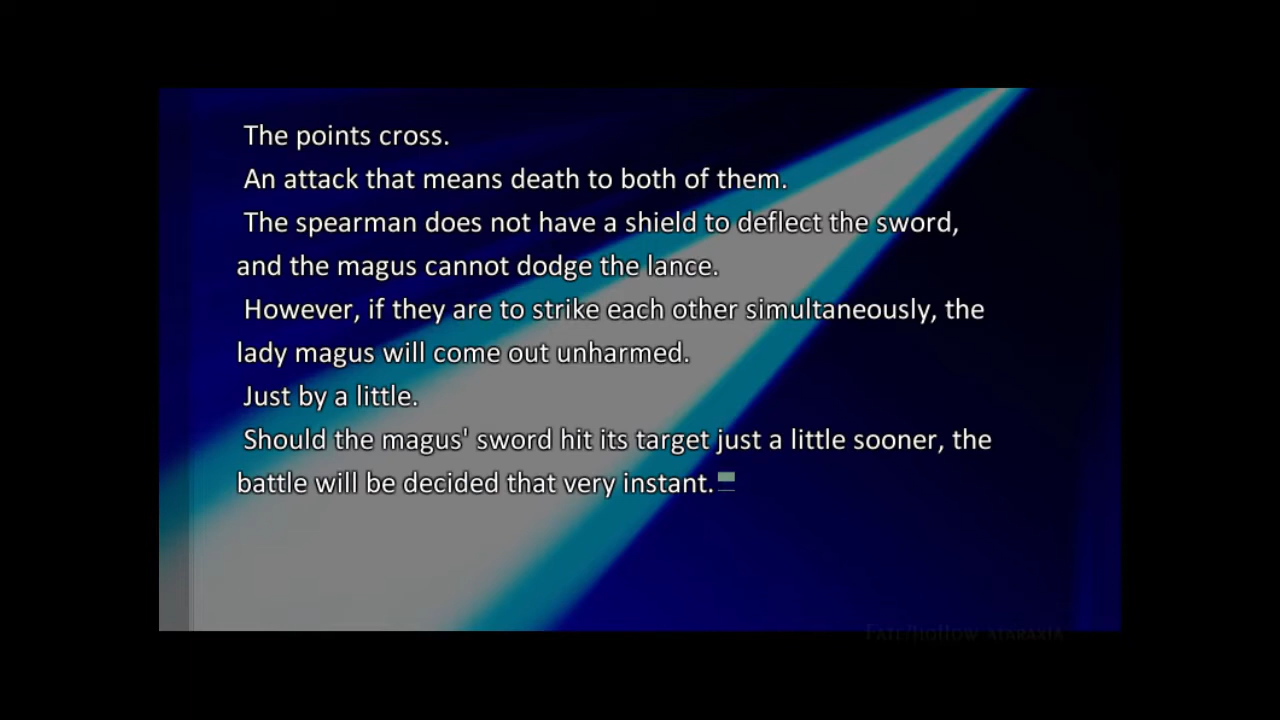 The points cross.
An attack that means death to both of them.
The spearman does not have a shield to deflect the sword,
and the magus cannot dodge the lance.
However, if they are to strike each other simultaneously, the
lady magus will come out unharmed.
Just by a little.
Should the magus' sword hit its target just a little sooner, the
battle will be decided that very instant.
Fate/hollow ataraxia